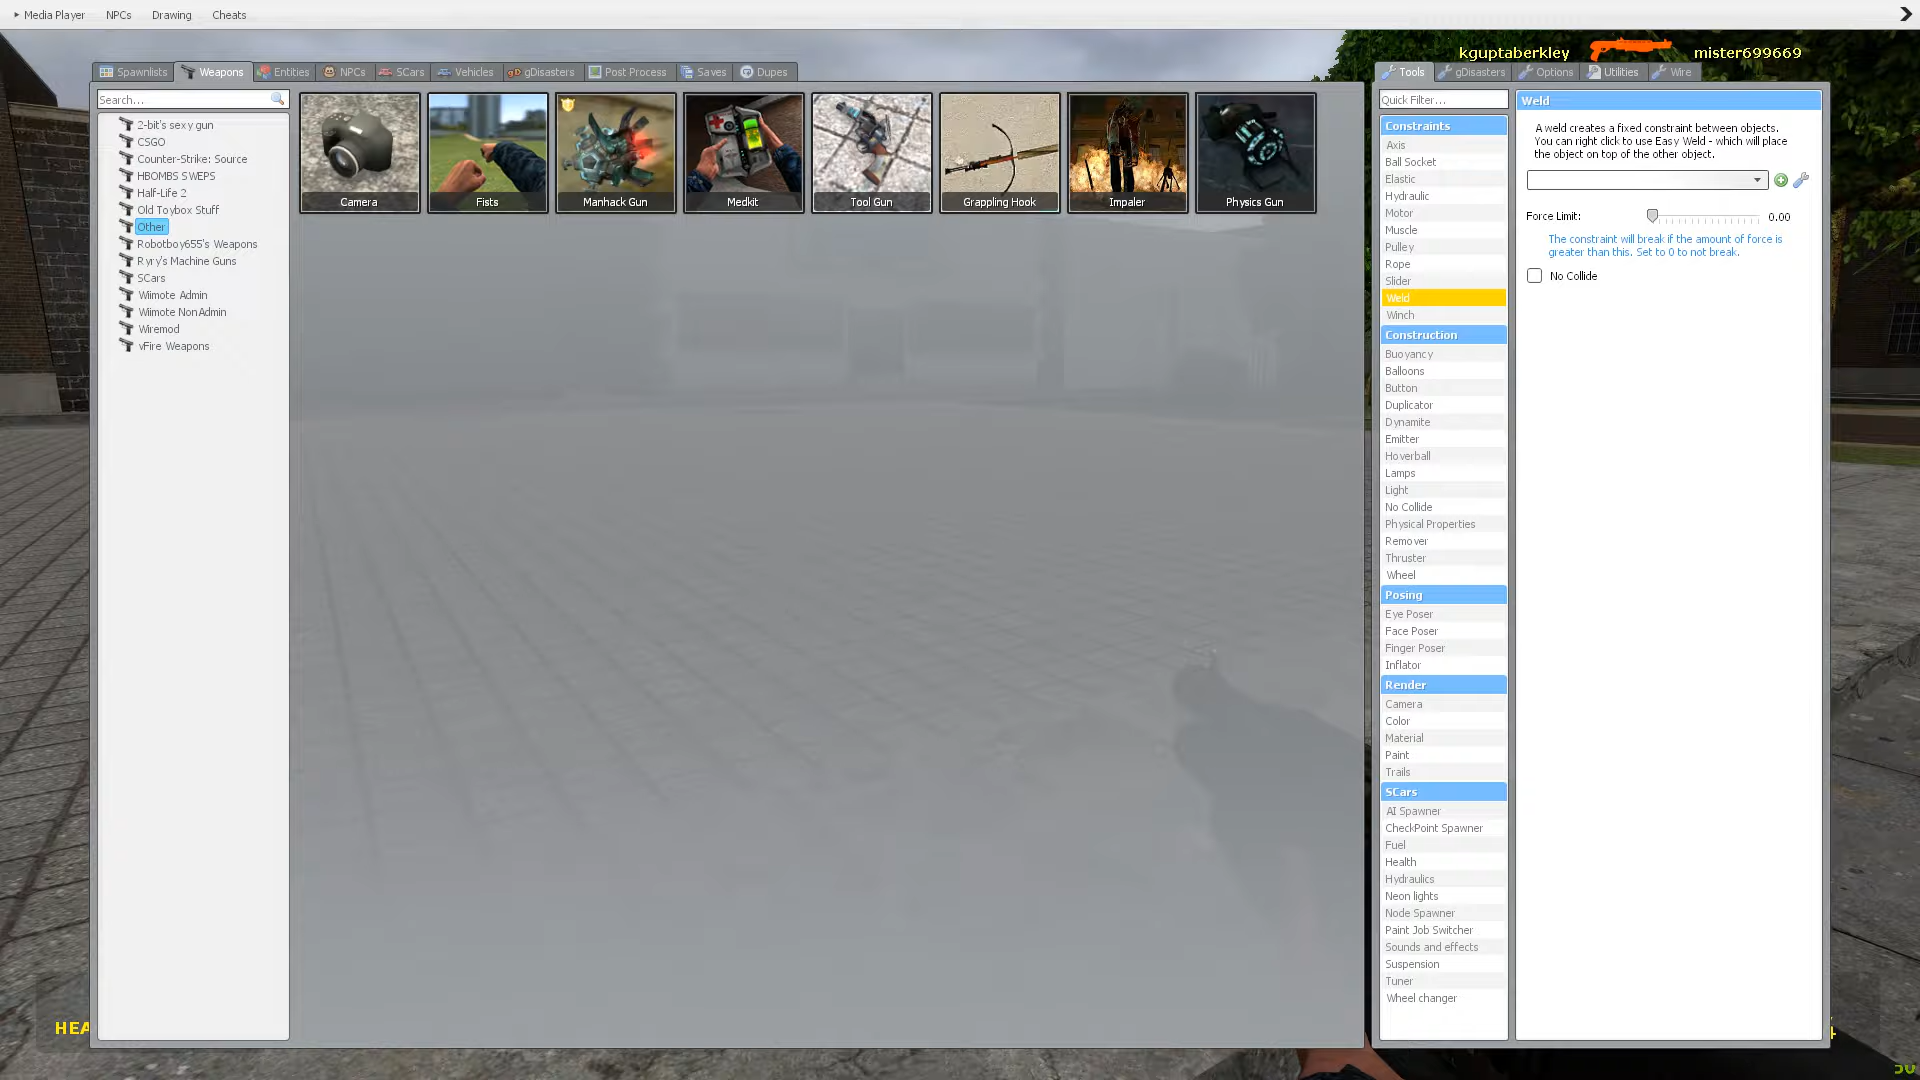 Media Player NPCs Drawing Cheats
kguptaberkley mister699669
Spawnlists Weapons Entities NPCs SCars Vehicles gDisasters Post Process Saves Dupes
Tools gDisasters Options Utilities Wire
Search...
2-bit's sexy gun
CSGO
Counter-Strike: Source
HBOMBS SWEPS
Half-Life 2
Old Toybox Stuff
Other
Robotboy655's Weapons
Ryry's Machine Guns
SCars
Wiimote Admin
Wiimote NonAdmin
Wiremod
vFire Weapons
Camera Fists Manhack Gun Medkit Tool Gun Grappling Hook Impaler Physics Gun
Quick Filter...
Constraints
Axis
Ball Socket
Elastic
Hydraulic
Motor
Muscle
Pulley
Rope
Slider
Weld
Winch
Construction
Buoyancy
Balloons
Button
Duplicator
Dynamite
Emitter
Hoverball
Lamps
Light
No Collide
Physical Properties
Remover
Thruster
Wheel
Posing
Eye Poser
Face Poser
Finger Poser
Inflator
Render
Camera
Color
Material
Paint
Trails
SCars
AI Spawner
CheckPoint Spawner
Fuel
Health
Hydraulics
Neon lights
Node Spawner
Paint Job Switcher
Sounds and effects
Suspension
Tuner
Wheel changer
Weld
A weld creates a fixed constraint between objects.
You can right click to use Easy Weld - which will place
the object on top of the other object.
Force Limit: 0.00
The constraint will break if the amount of force is
greater than this. Set to 0 to not break.
No Collide
HEA